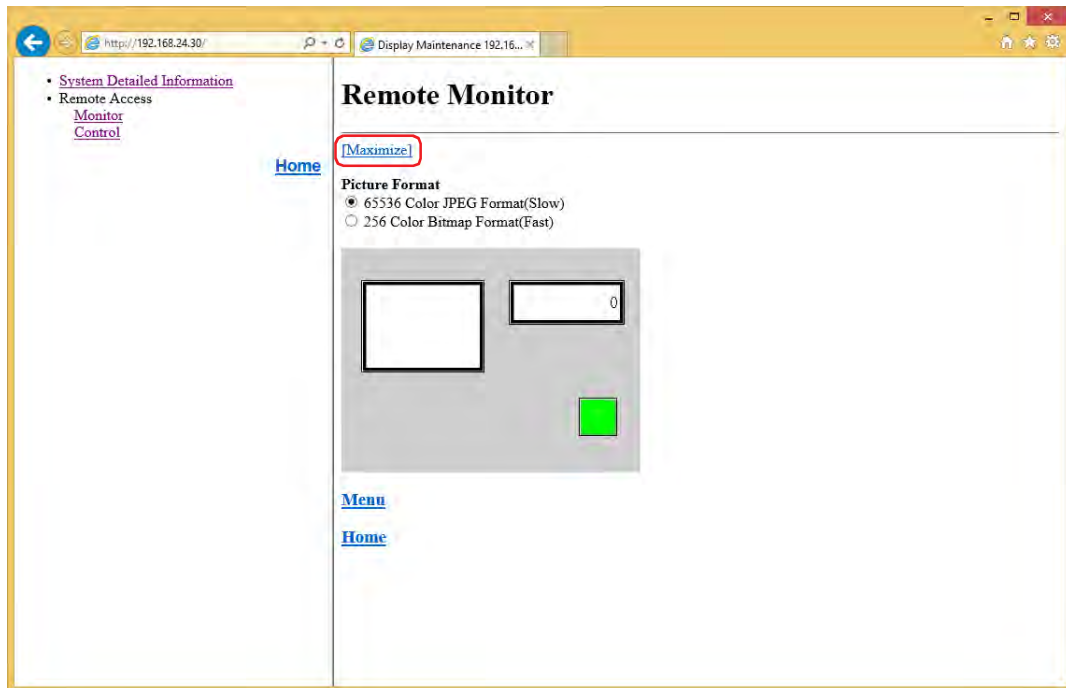 http://192.168.24.30/
Display Maintenance 192.16...
• System Detailed Information
• Remote Access
Monitor
Control
Home
Remote Monitor
[Maximize]
Picture Format
65536 Color JPEG Format(Slow)
256 Color Bitmap Format(Fast)
0
Menu
Home